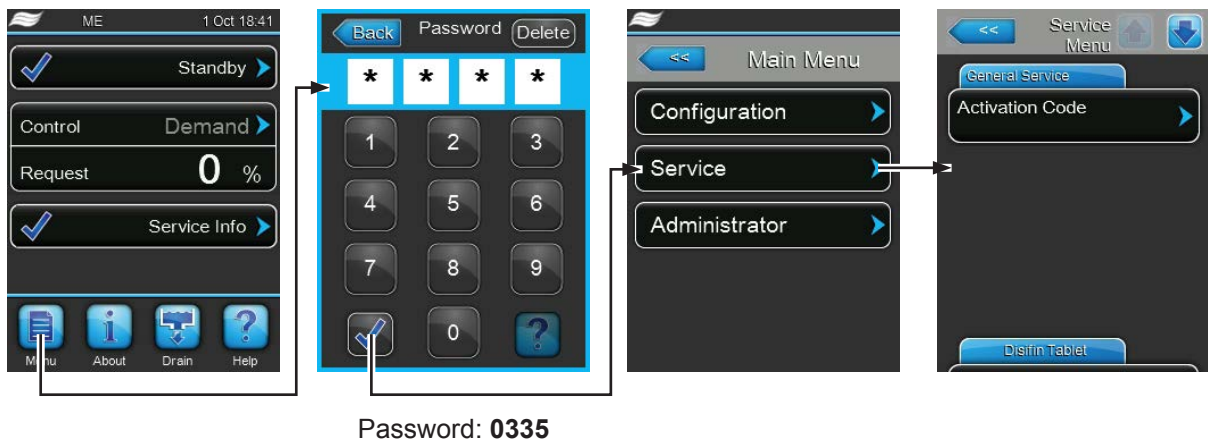 ME 1 Oct 18:41
Standby
Control Demand
Request 0 %
Service Info
Menu About Drain Help
Back Password Delete
* * * *
1 2 3
4 5 6
7 8 9
0 ?
Password: 0335
<< Main Menu
Configuration
Service
Administrator
<< Service Menu
General Service
Activation Code
Disifin Tablet